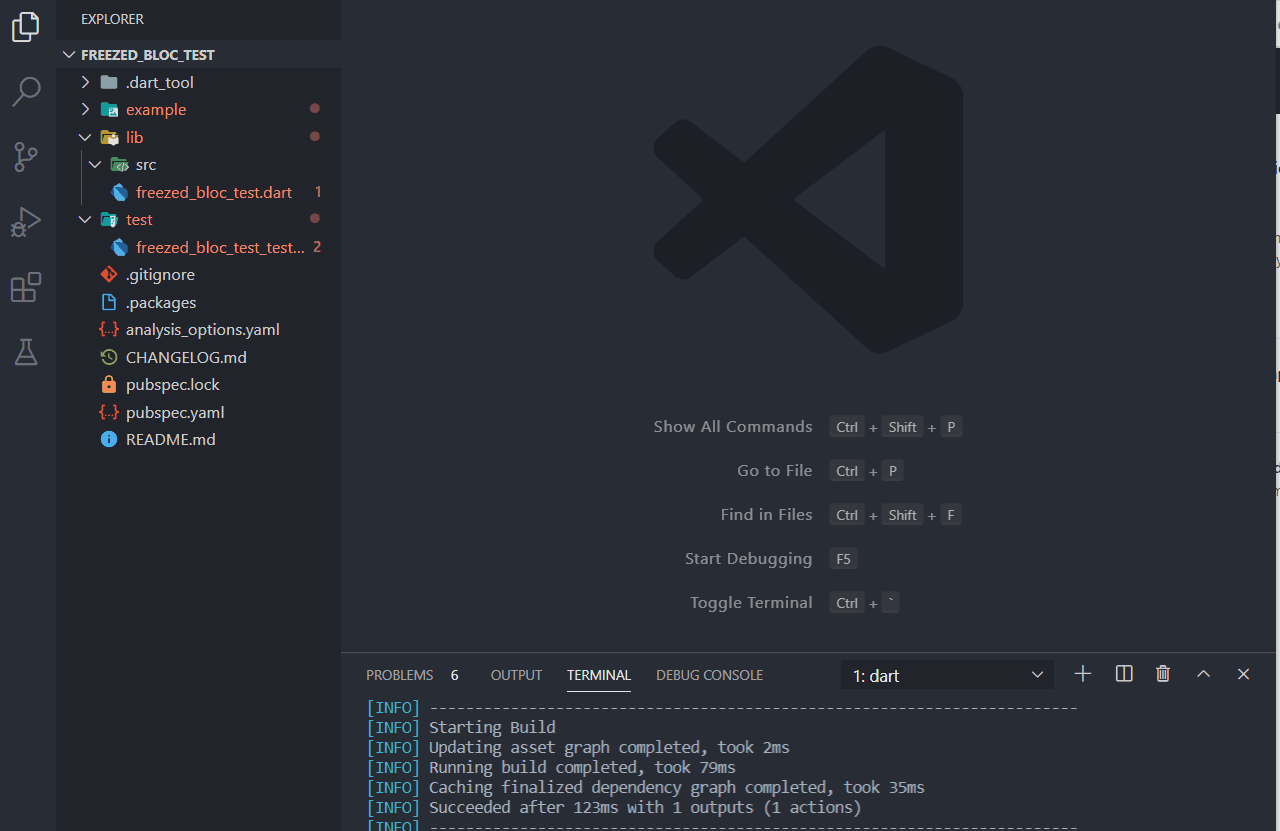 EXPLORER
FREEZED_BLOC_TEST
.dart_tool
example
lib
src
freezed_bloc_test.dart 1
test
freezed_bloc_test_test... 2
.gitignore
.packages
analysis_options.yaml
CHANGELOG.md
pubspec.lock
pubspec.yaml
README.md
Show All Commands Ctrl + Shift + P
Go to File Ctrl + P
Find in Files Ctrl + Shift + F
Start Debugging F5
Toggle Terminal Ctrl + `
PROBLEMS 6 OUTPUT TERMINAL DEBUG CONSOLE 1: dart
[INFO] ------------------------------------------------------------------------
[INFO] Starting Build
[INFO] Updating asset graph completed, took 2ms
[INFO] Running build completed, took 79ms
[INFO] Caching finalized dependency graph completed, took 35ms
[INFO] Succeeded after 123ms with 1 outputs (1 actions)
[INFO] ------------------------------------------------------------------------